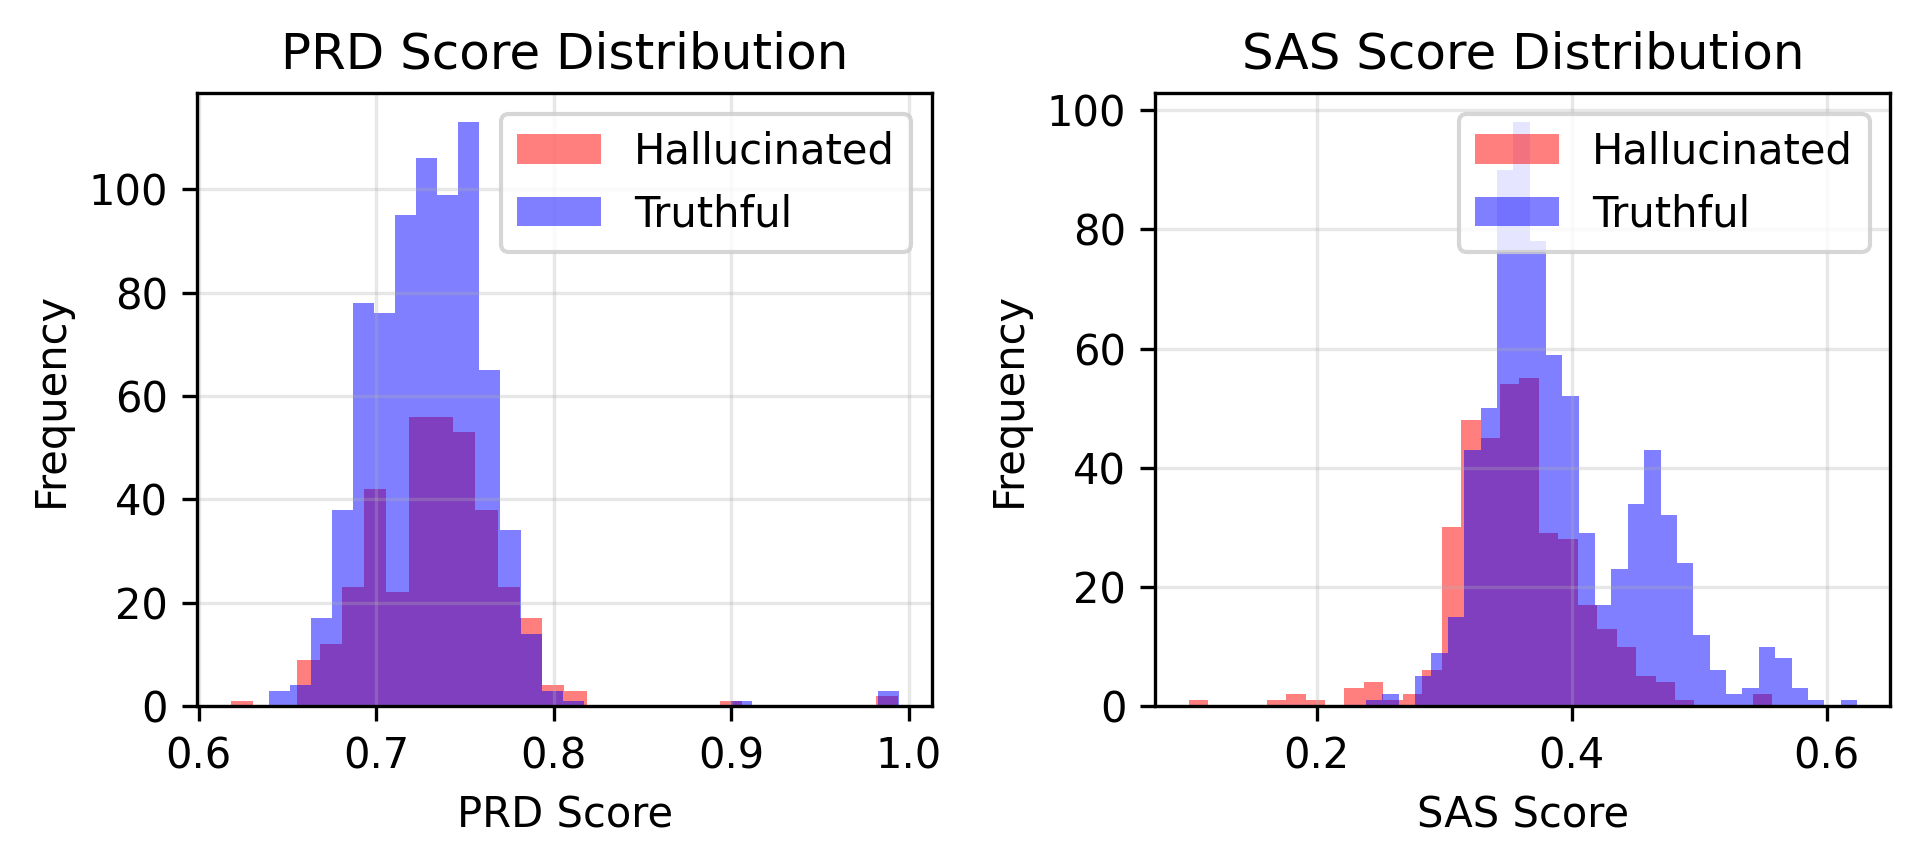 PRD Score Distribution
Hallucinated
Truthful
Frequency
100
80
60
40
20
0
0.6 0.7 0.8 0.9 1.0
PRD Score
SAS Score Distribution
Hallucinated
Truthful
Frequency
100
80
60
40
20
0
0.2 0.4 0.6
SAS Score